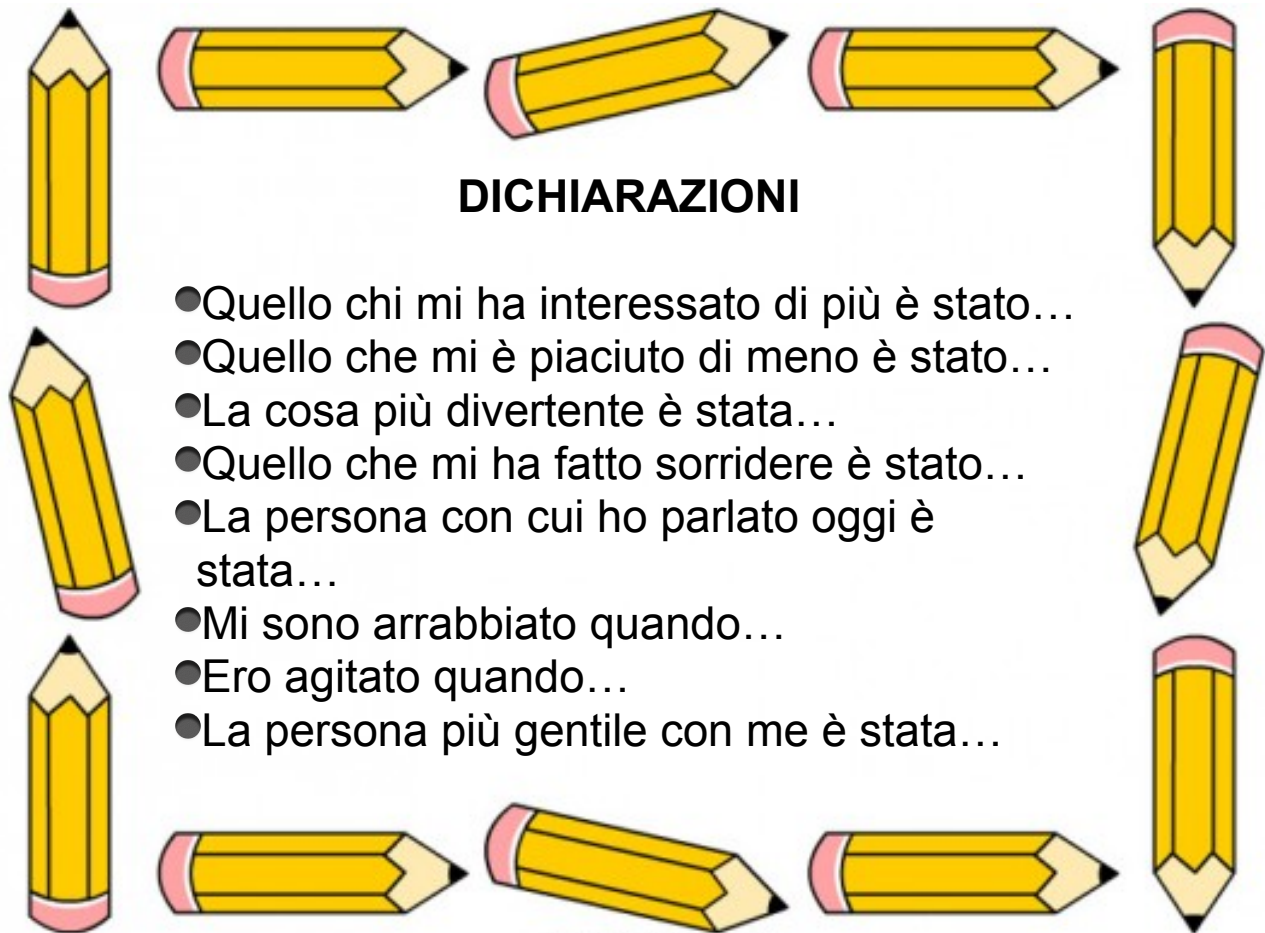 DICHIARAZIONI
●Quello chi mi ha interessato di più è stato…
●Quello che mi è piaciuto di meno è stato…
●La cosa più divertente è stata…
●Quello che mi ha fatto sorridere è stato…
●La persona con cui ho parlato oggi è
stata…
●Mi sono arrabbiato quando…
●Ero agitato quando…
●La persona più gentile con me è stata…